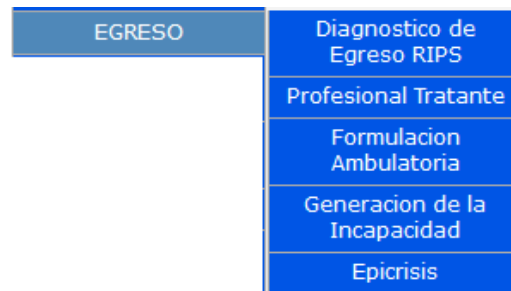 EGRESO
Diagnostico de
Egreso RIPS
Profesional Tratante
Formulacion
Ambulatoria
Generacion de la
Incapacidad
Epicrisis